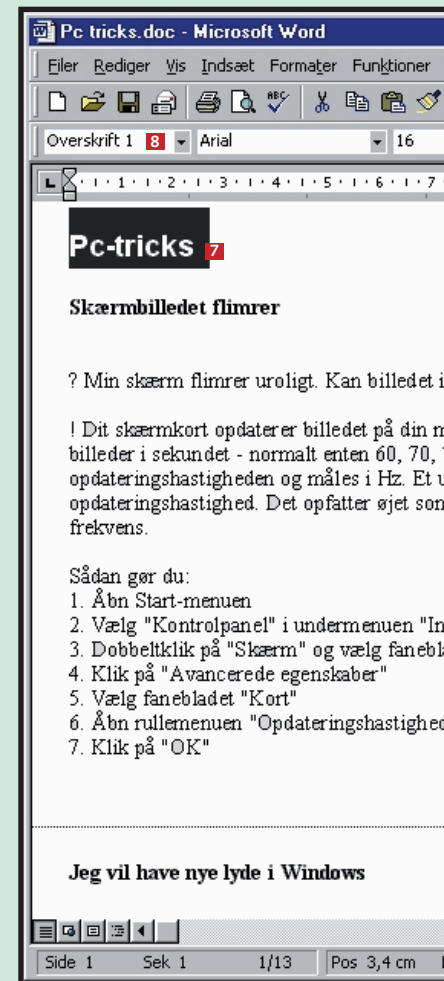 Pc tricks.doc - Microsoft Word
Filer Rediger Vis Indsæt Formater Funktioner
ABC
Overskrift 1 8 Arial 16
1 2 3 4 5 6 7
Pc-tricks 7
Skærmbilledet flimrer
? Min skærm flimrer uroligt. Kan billedet i
! Dit skærmkort opdaterer billedet på din
billeder i sekundet - normalt enten 60, 70,
opdateringshastigheden og måles i Hz. Et
opdateringshastighed. Det opfatter øjet som
frekvens.
Sådan gør du:
1. Åbn Start-menuen
2. Vælg "Kontrolpanel" i undermenuen "In
3. Dobbeltklik på "Skærm" og vælg fanebla
4. Klik på "Avancerede egenskaber"
5. Vælg fanebladet "Kort"
6. Åbn rullemenuen "Opdateringshastighed
7. Klik på "OK"
Jeg vil have nye lyde i Windows
Side 1 Sek 1 1/13 Pos 3,4 cm